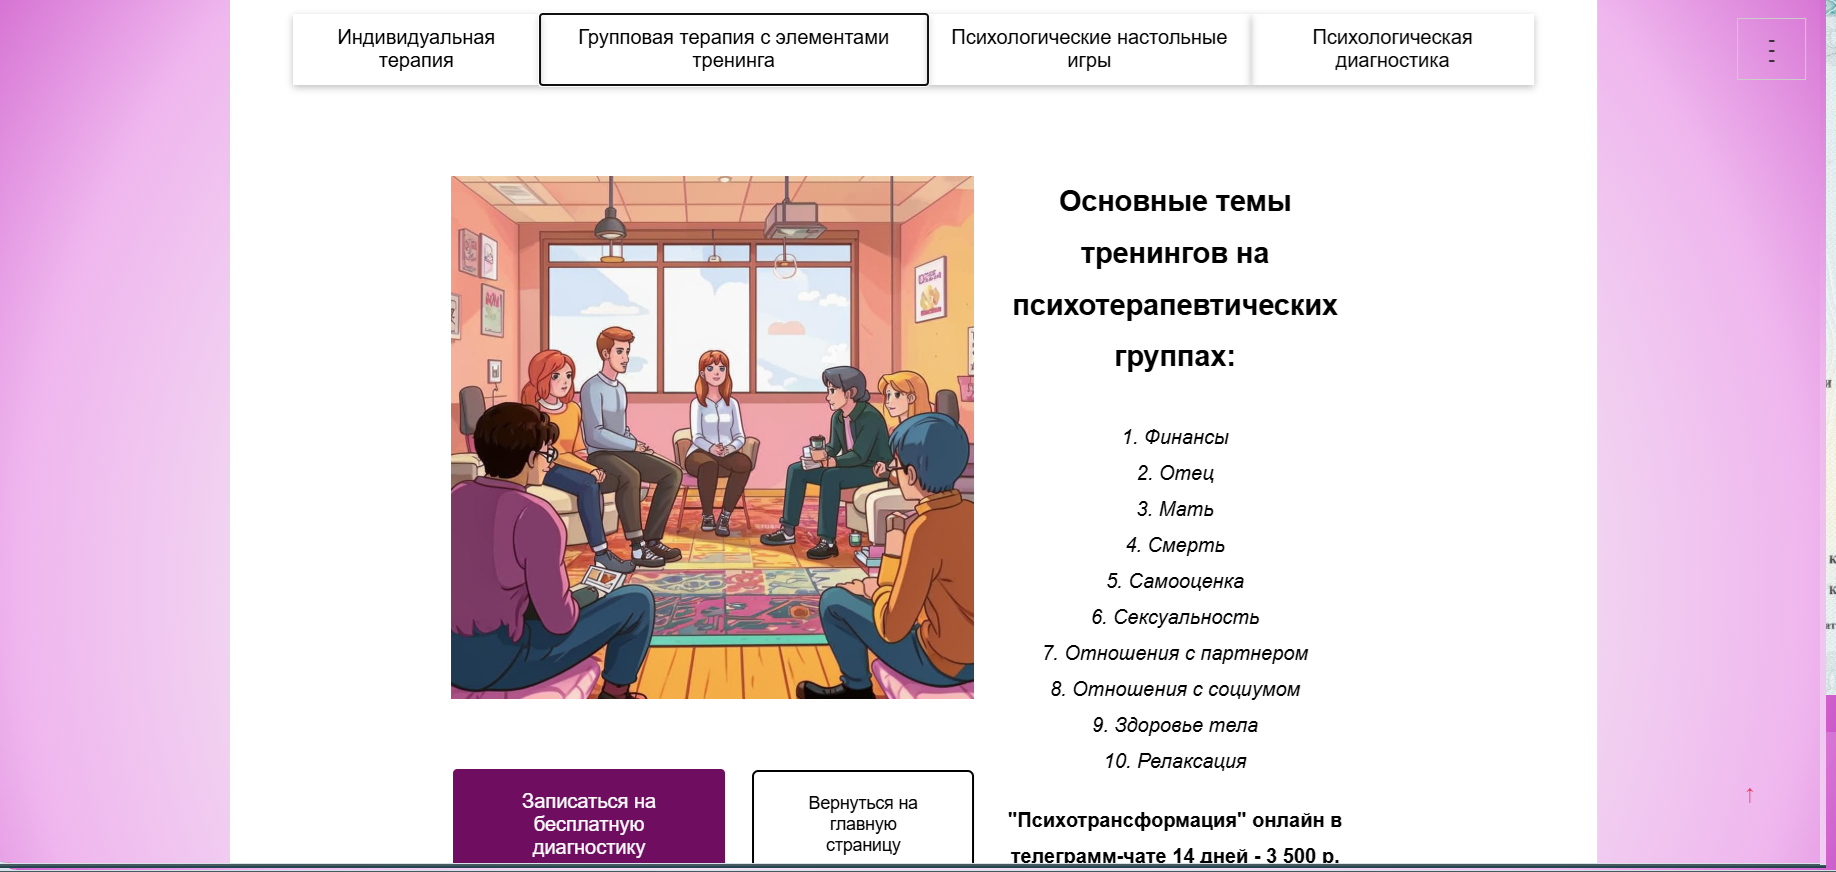 Индивидуальная
терапия
Групповая терапия с элементами
тренинга
Психологические настольные
игры
Психологическая
диагностика
Основные темы
тренингов на
психотерапевтических
группах:
1. Финансы
2. Отец
3. Мать
4. Смерть
5. Самооценка
6. Сексуальность
7. Отношения с партнером
8. Отношения с социумом
9. Здоровье тела
10. Релаксация
Записаться на
бесплатную
диагностику
Вернуться на
главную
страницу
↑
"Психотрансформация" онлайн в
телеграмм-чате 14 дней - 3 500 р.